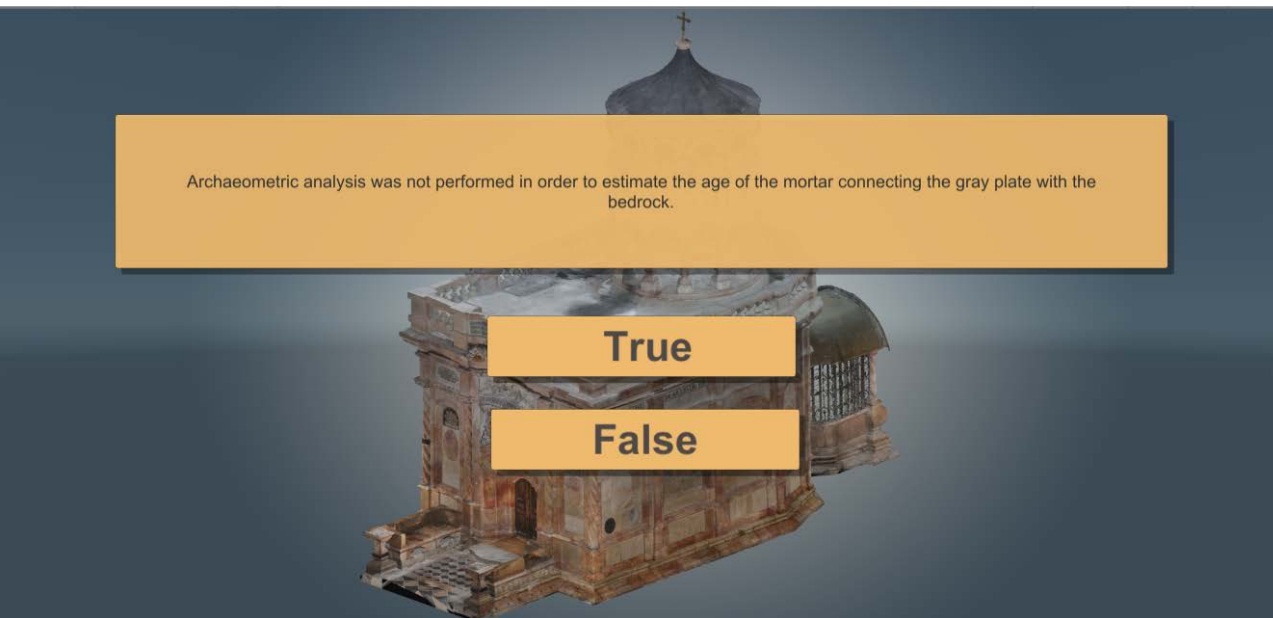 Archaeometric analysis was not performed in order to estimate the age of the mortar connecting the gray plate with the
bedrock.
True
False